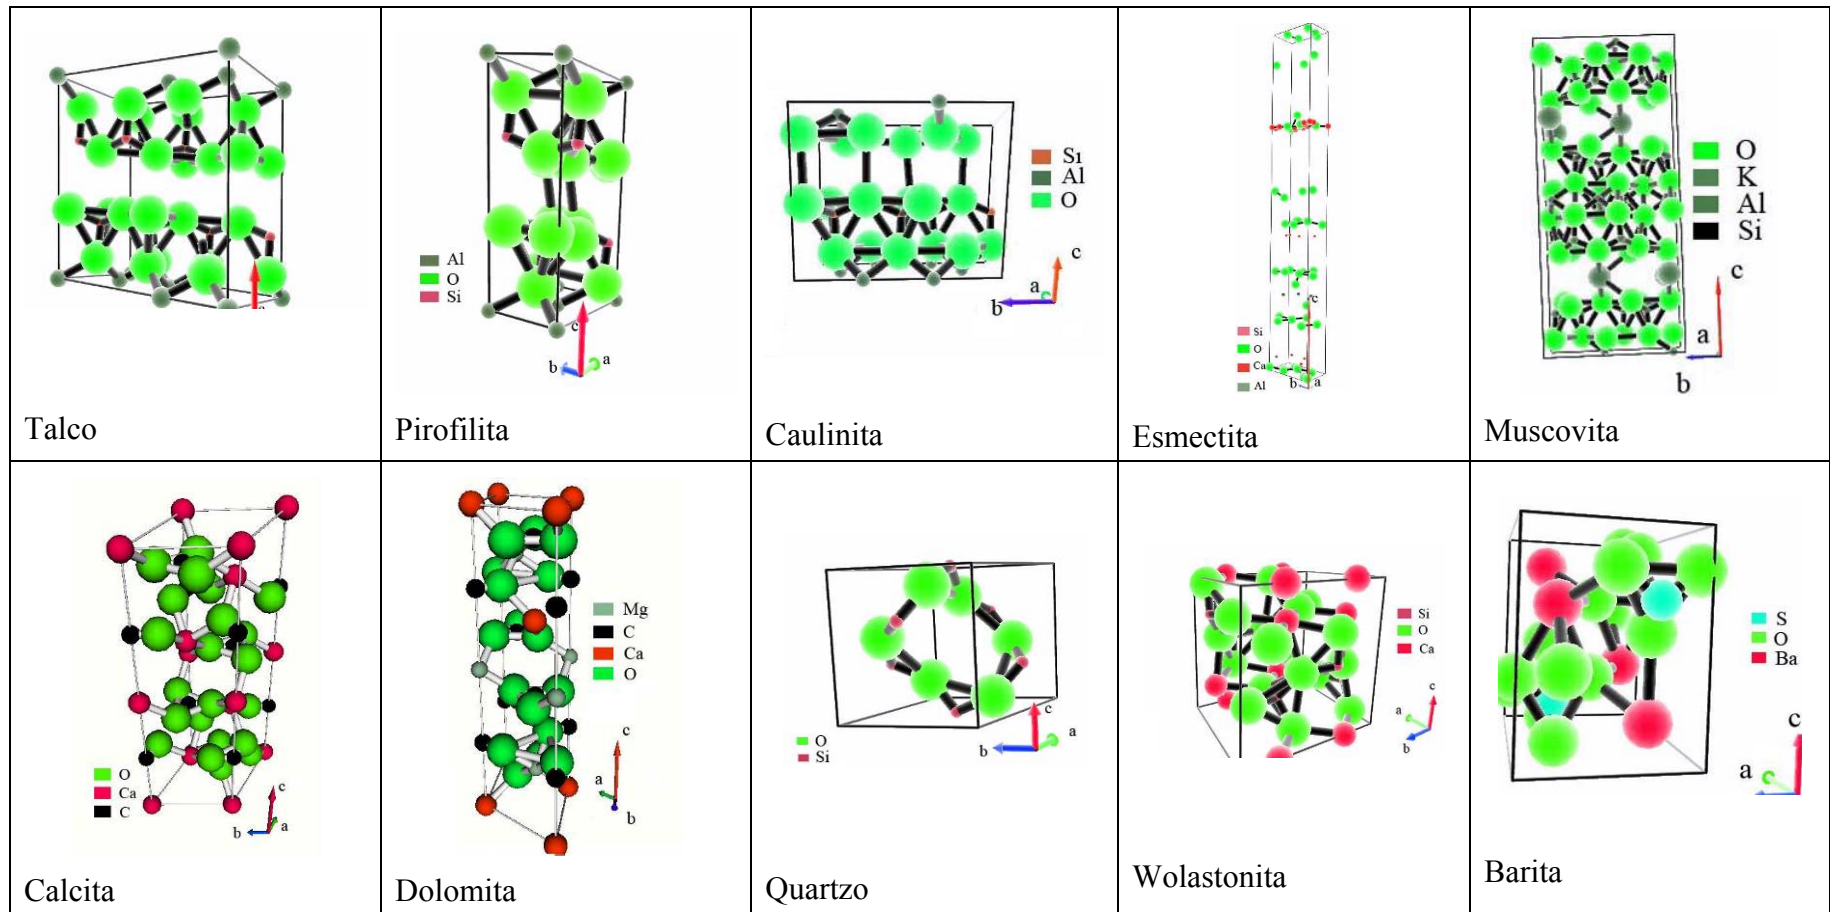 Talco
Al
O
Si
c
b
a
Pirofilita
Si
Al
O
c
a
b
Caulinita
c
Si
O
Ca
Al
b
a
Esmectita
O
K
Al
Si
c
a
b
Muscovita
O
Ca
C
c
b
a
Calcita
Mg
C
Ca
O
c
a
b
Dolomita
O
Si
c
a
b
Quartzo
Si
O
Ca
c
a
b
Wolastonita
S
O
Ba
c
a
Barita